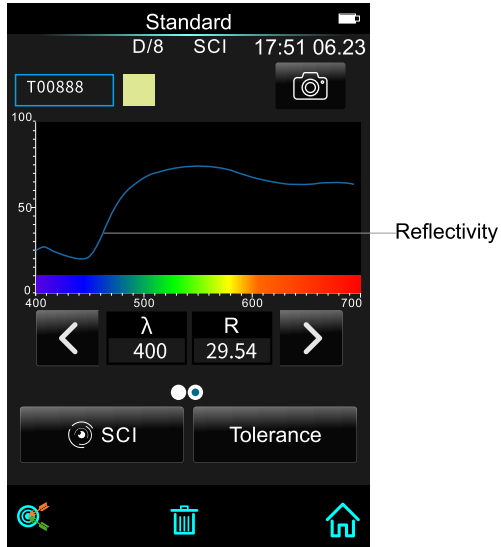 Standard
D/8 SCI 17:51 06.23
T00888
100
50
Reflectivity
0
400 500 600 700
λ R
400 29.54
SCI Tolerance